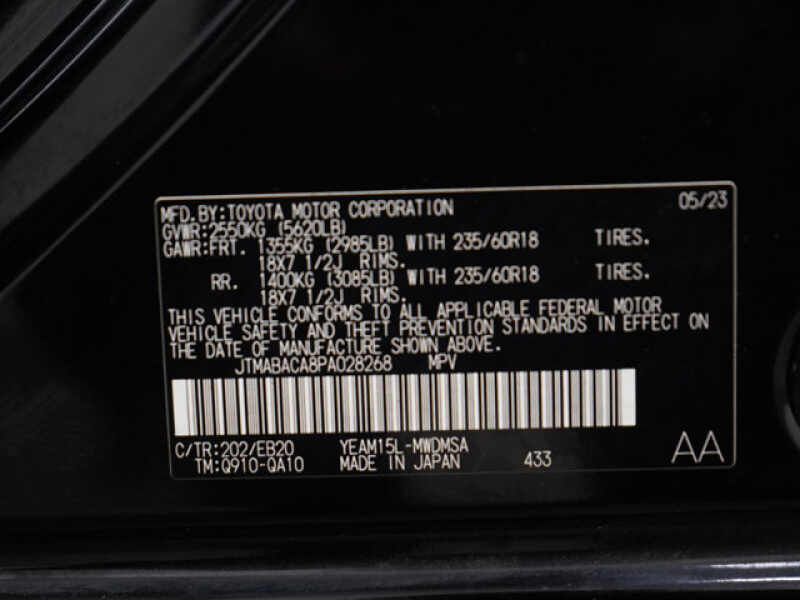 MFD. BY: TOYOTA MOTOR CORPORATION 05/23
GVWR: 2550KG (5620LB)
GAWR: FRT. 1355KG (2985LB) WITH 235/60R18 TIRES.
18X7 1/2J RIMS.
RR. 1400KG (3085LB) WITH 235/60R18 TIRES.
18X7 1/2J RIMS.
THIS VEHICLE CONFORMS TO ALL APPLICABLE FEDERAL MOTOR
VEHICLE SAFETY AND THEFT PREVENTION STANDARDS IN EFFECT ON
THE DATE OF MANUFACTURE SHOWN ABOVE.
JTMABACA8PA028268 MPV
C/TR: 202/EB20 YEAM15L-MWDMSA
TM: Q910-QA10 MADE IN JAPAN 433 AA